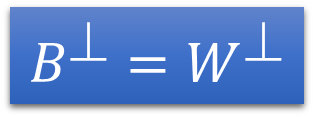 B⊥ = W⊥